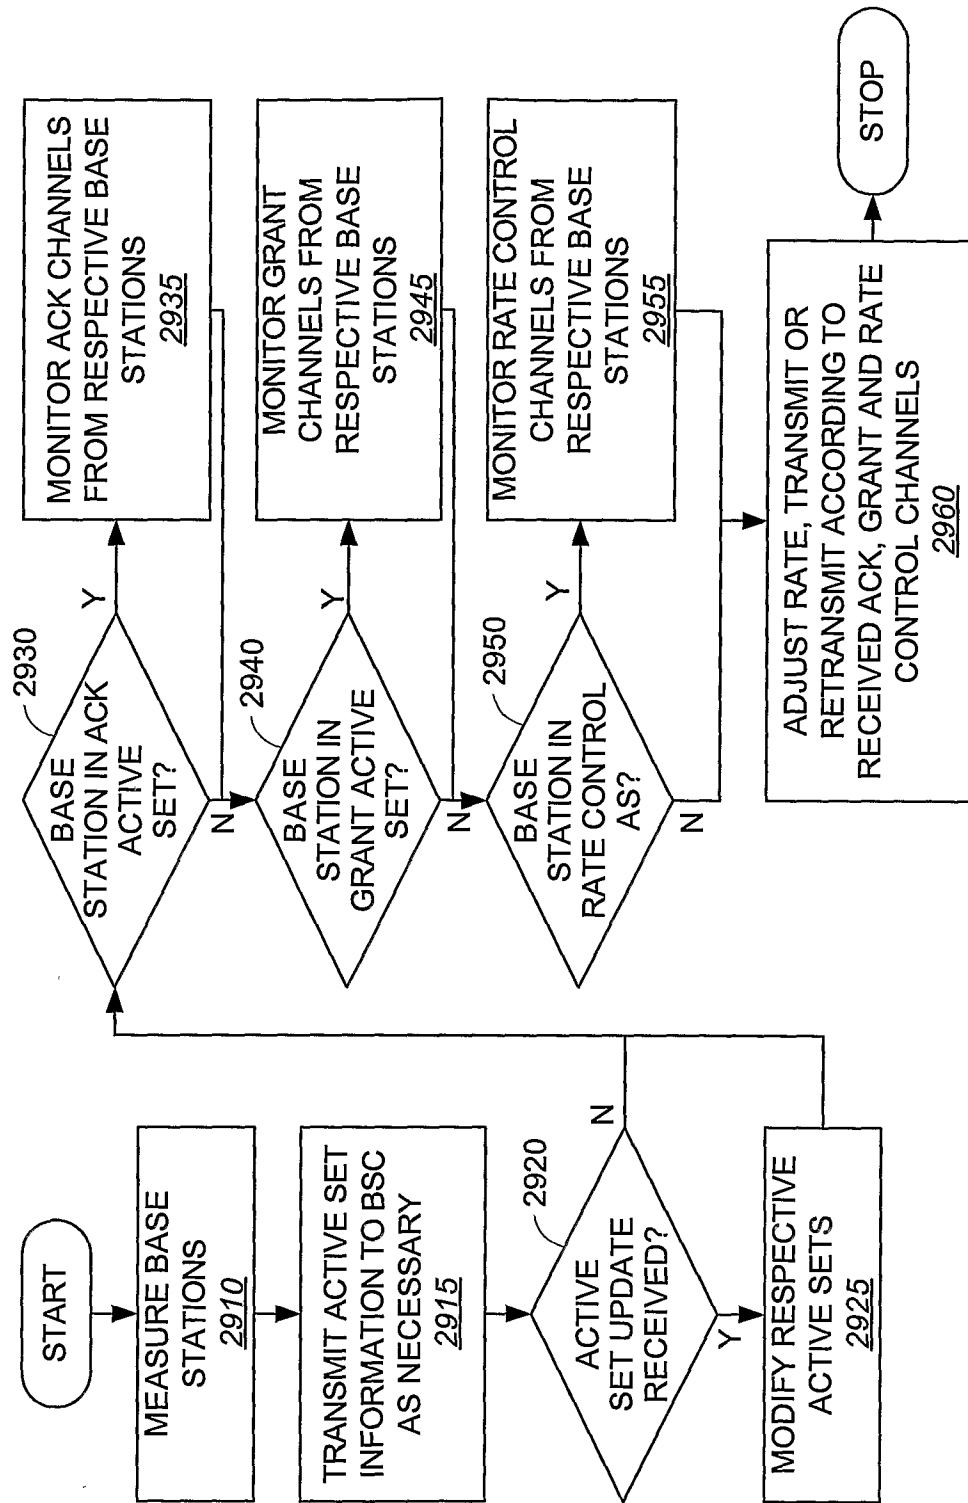 START
MEASURE BASE
STATIONS
2910
TRANSMIT ACTIVE SET
INFORMATION TO BSC
AS NECESSARY
2915
2920
ACTIVE
SET UPDATE
RECEIVED?
N
Y
MODIFY RESPECTIVE
ACTIVE SETS
2925
2930
BASE
STATION IN ACK
ACTIVE
SET?
Y
N
MONITOR ACK CHANNELS
FROM RESPECTIVE BASE
STATIONS
2935
2940
BASE
STATION IN
GRANT ACTIVE
SET?
Y
N
MONITOR GRANT
CHANNELS FROM
RESPECTIVE BASE
STATIONS
2945
2950
BASE
STATION IN
RATE CONTROL
AS?
Y
N
MONITOR RATE CONTROL
CHANNELS FROM
RESPECTIVE BASE
STATIONS
2955
ADJUST RATE, TRANSMIT OR
RETRANSMIT ACCORDING TO
RECEIVED ACK, GRANT AND RATE
CONTROL CHANNELS
2960
STOP